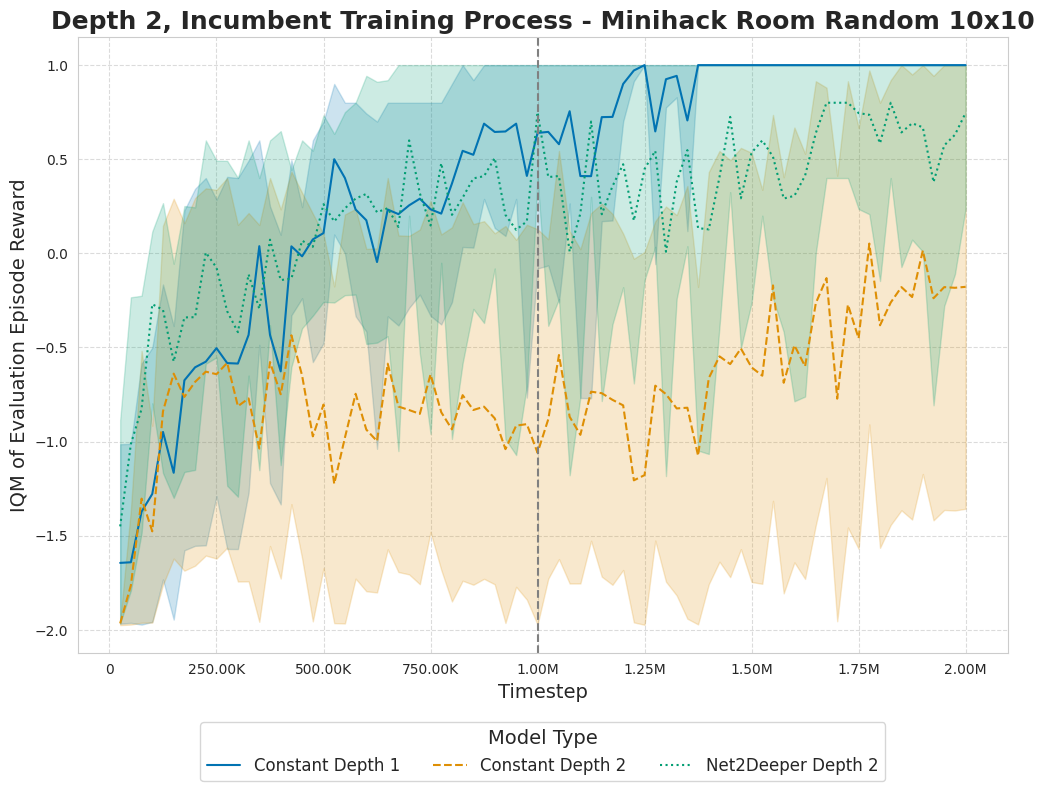 Depth 2, Incumbent Training Process - Minihack Room Random 10x10
IQM of Evaluation Episode Reward
1.0
0.5
0.0
−0.5
−1.0
−1.5
−2.0
0 250.00K 500.00K 750.00K 1.00M 1.25M 1.50M 1.75M 2.00M
Timestep
Model Type
Constant Depth 1 Constant Depth 2 Net2Deeper Depth 2